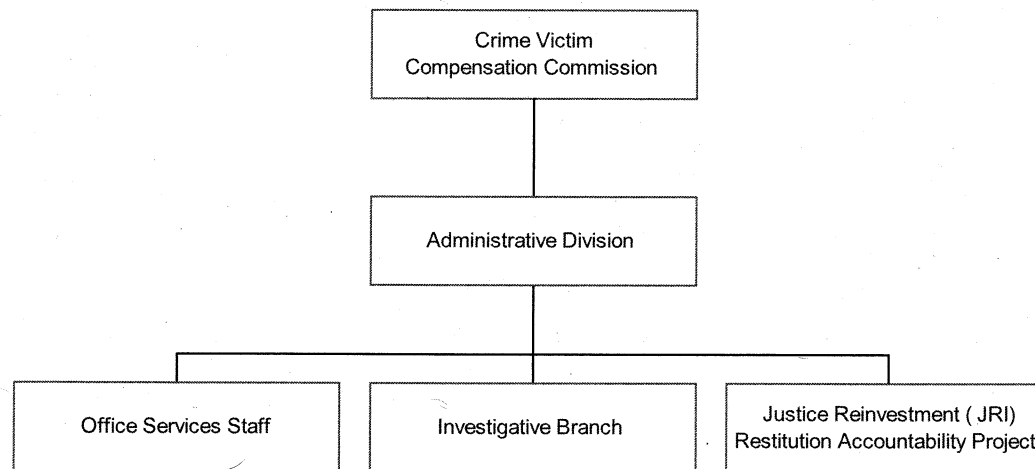 Crime Victim
Compensation Commission
Administrative Division
Office Services Staff
Investigative Branch
Justice Reinvestment ( JRI)
Restitution Accountability Project